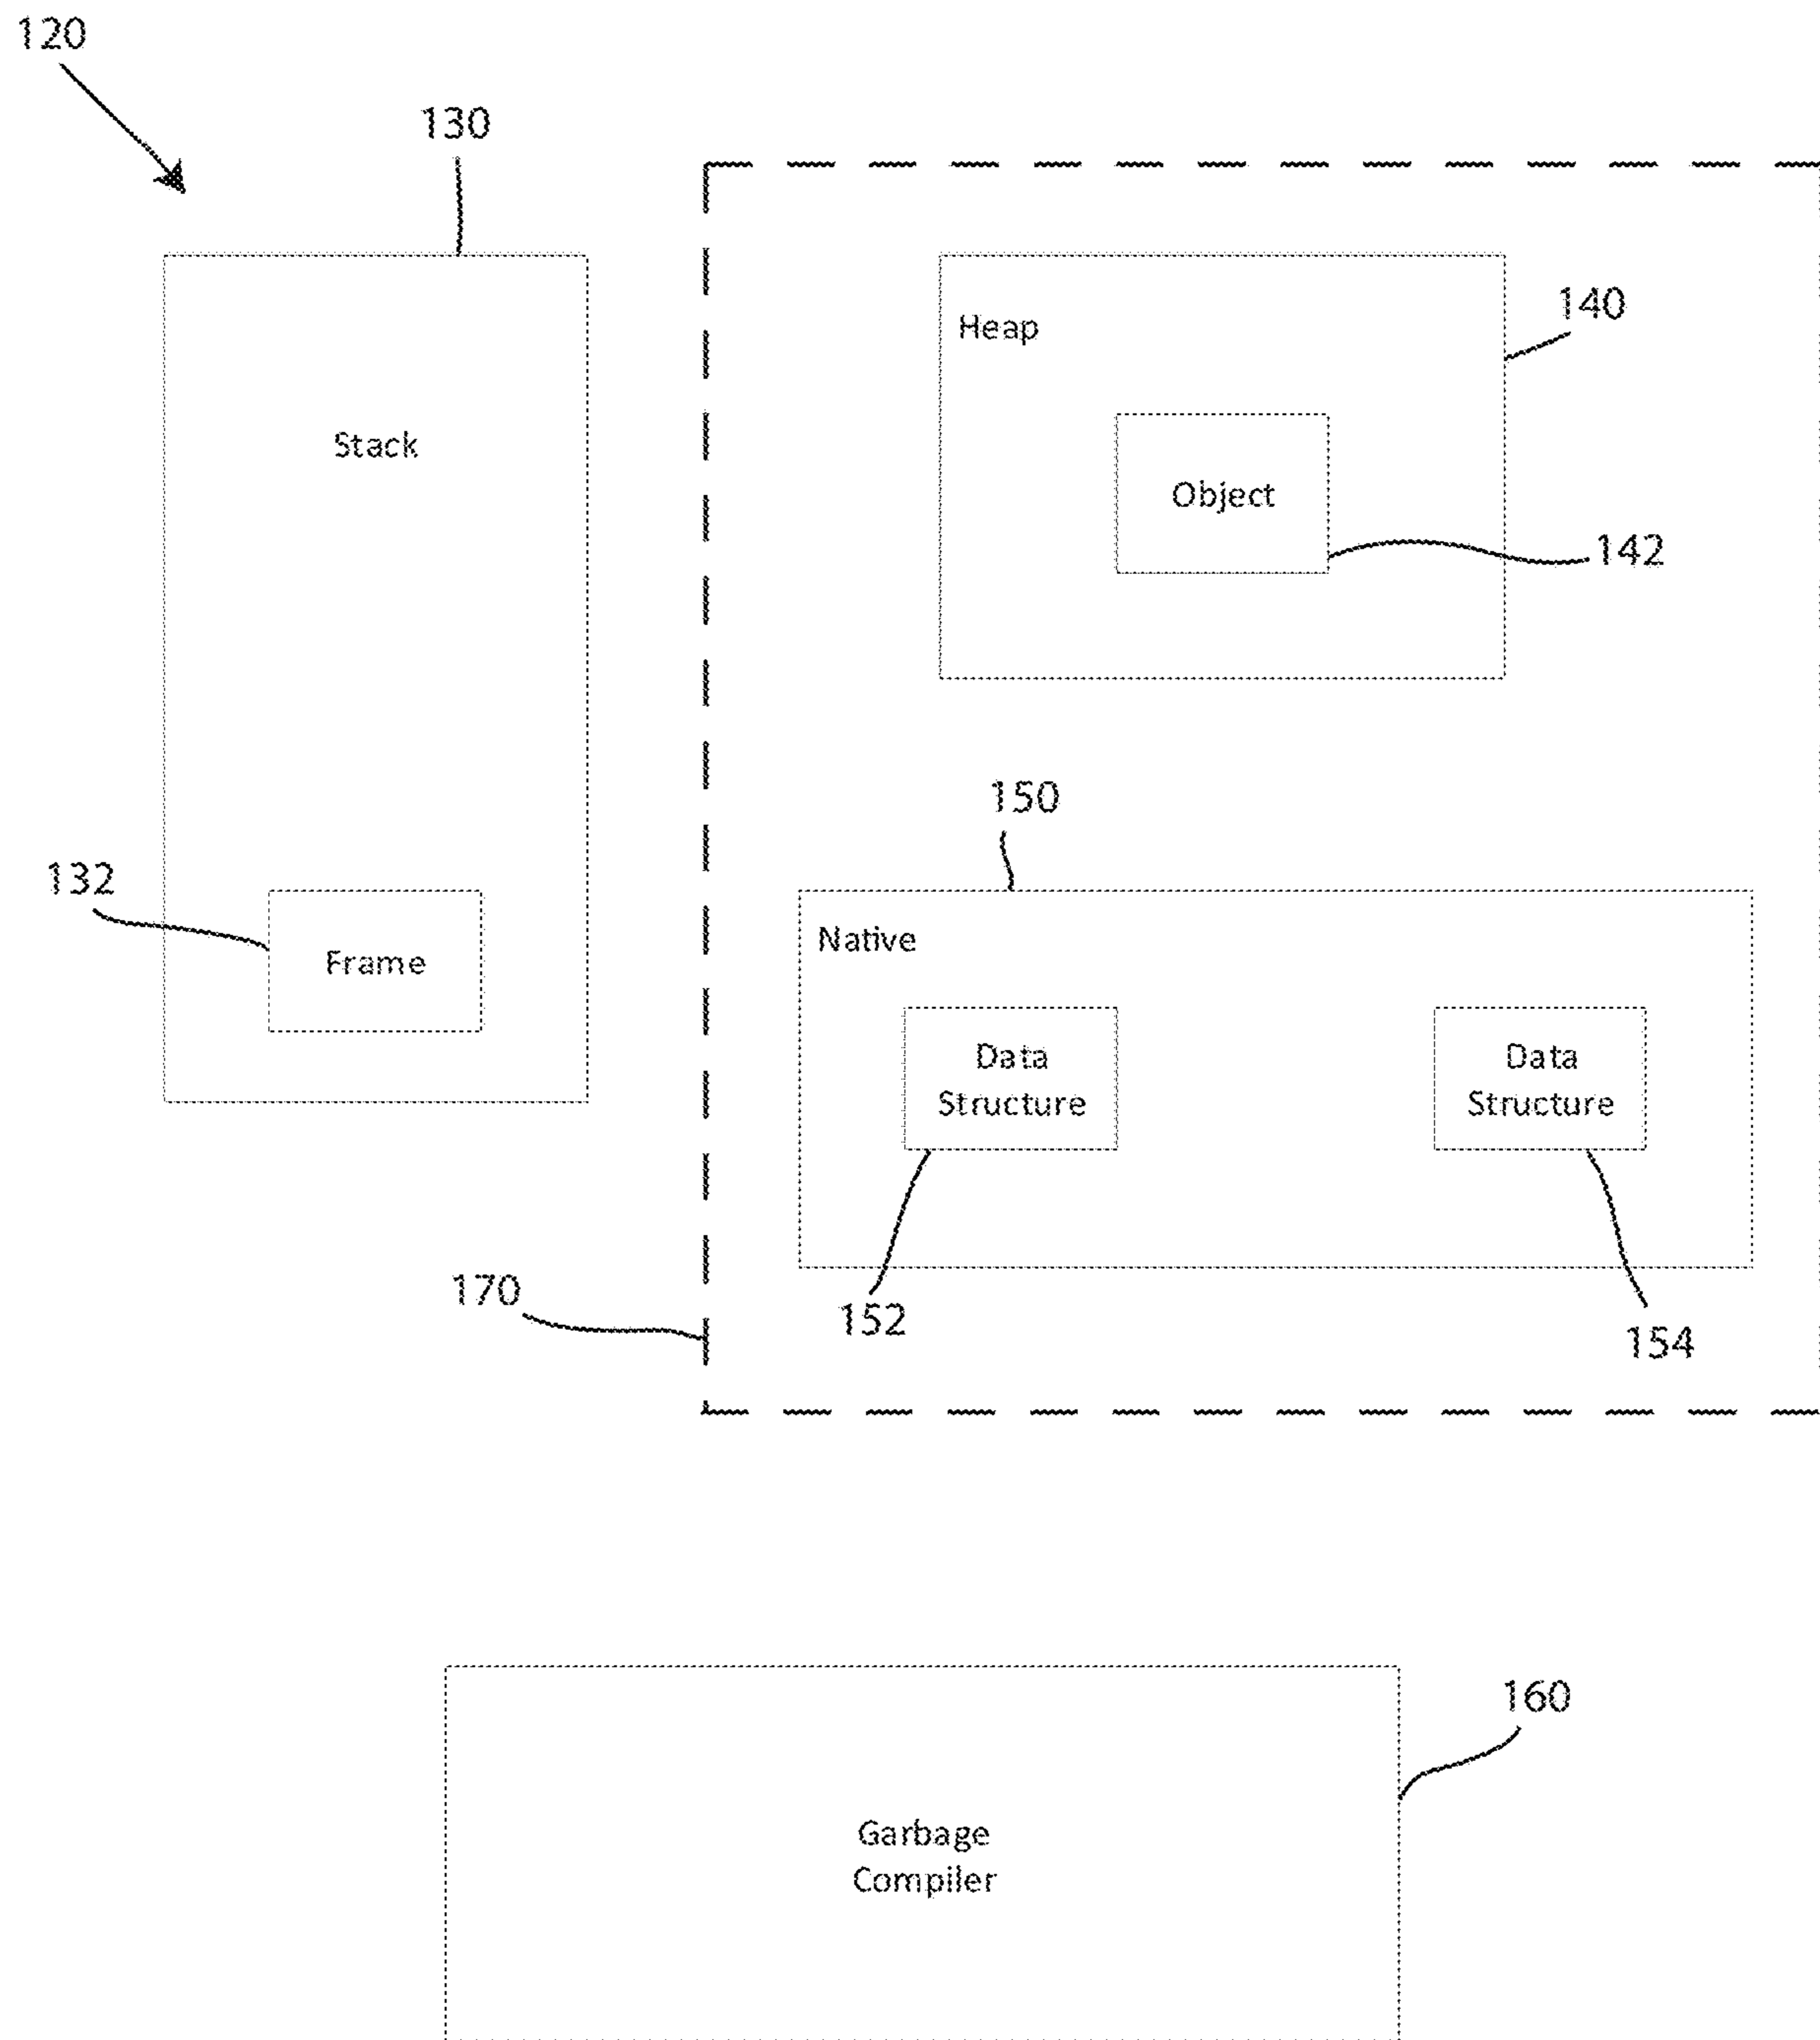 120
130
Stack
132
Frame
Heap
140
Object
142
150
Native
Data
Structure
Data
Structure
152
154
170
160
Garbage
Compiler